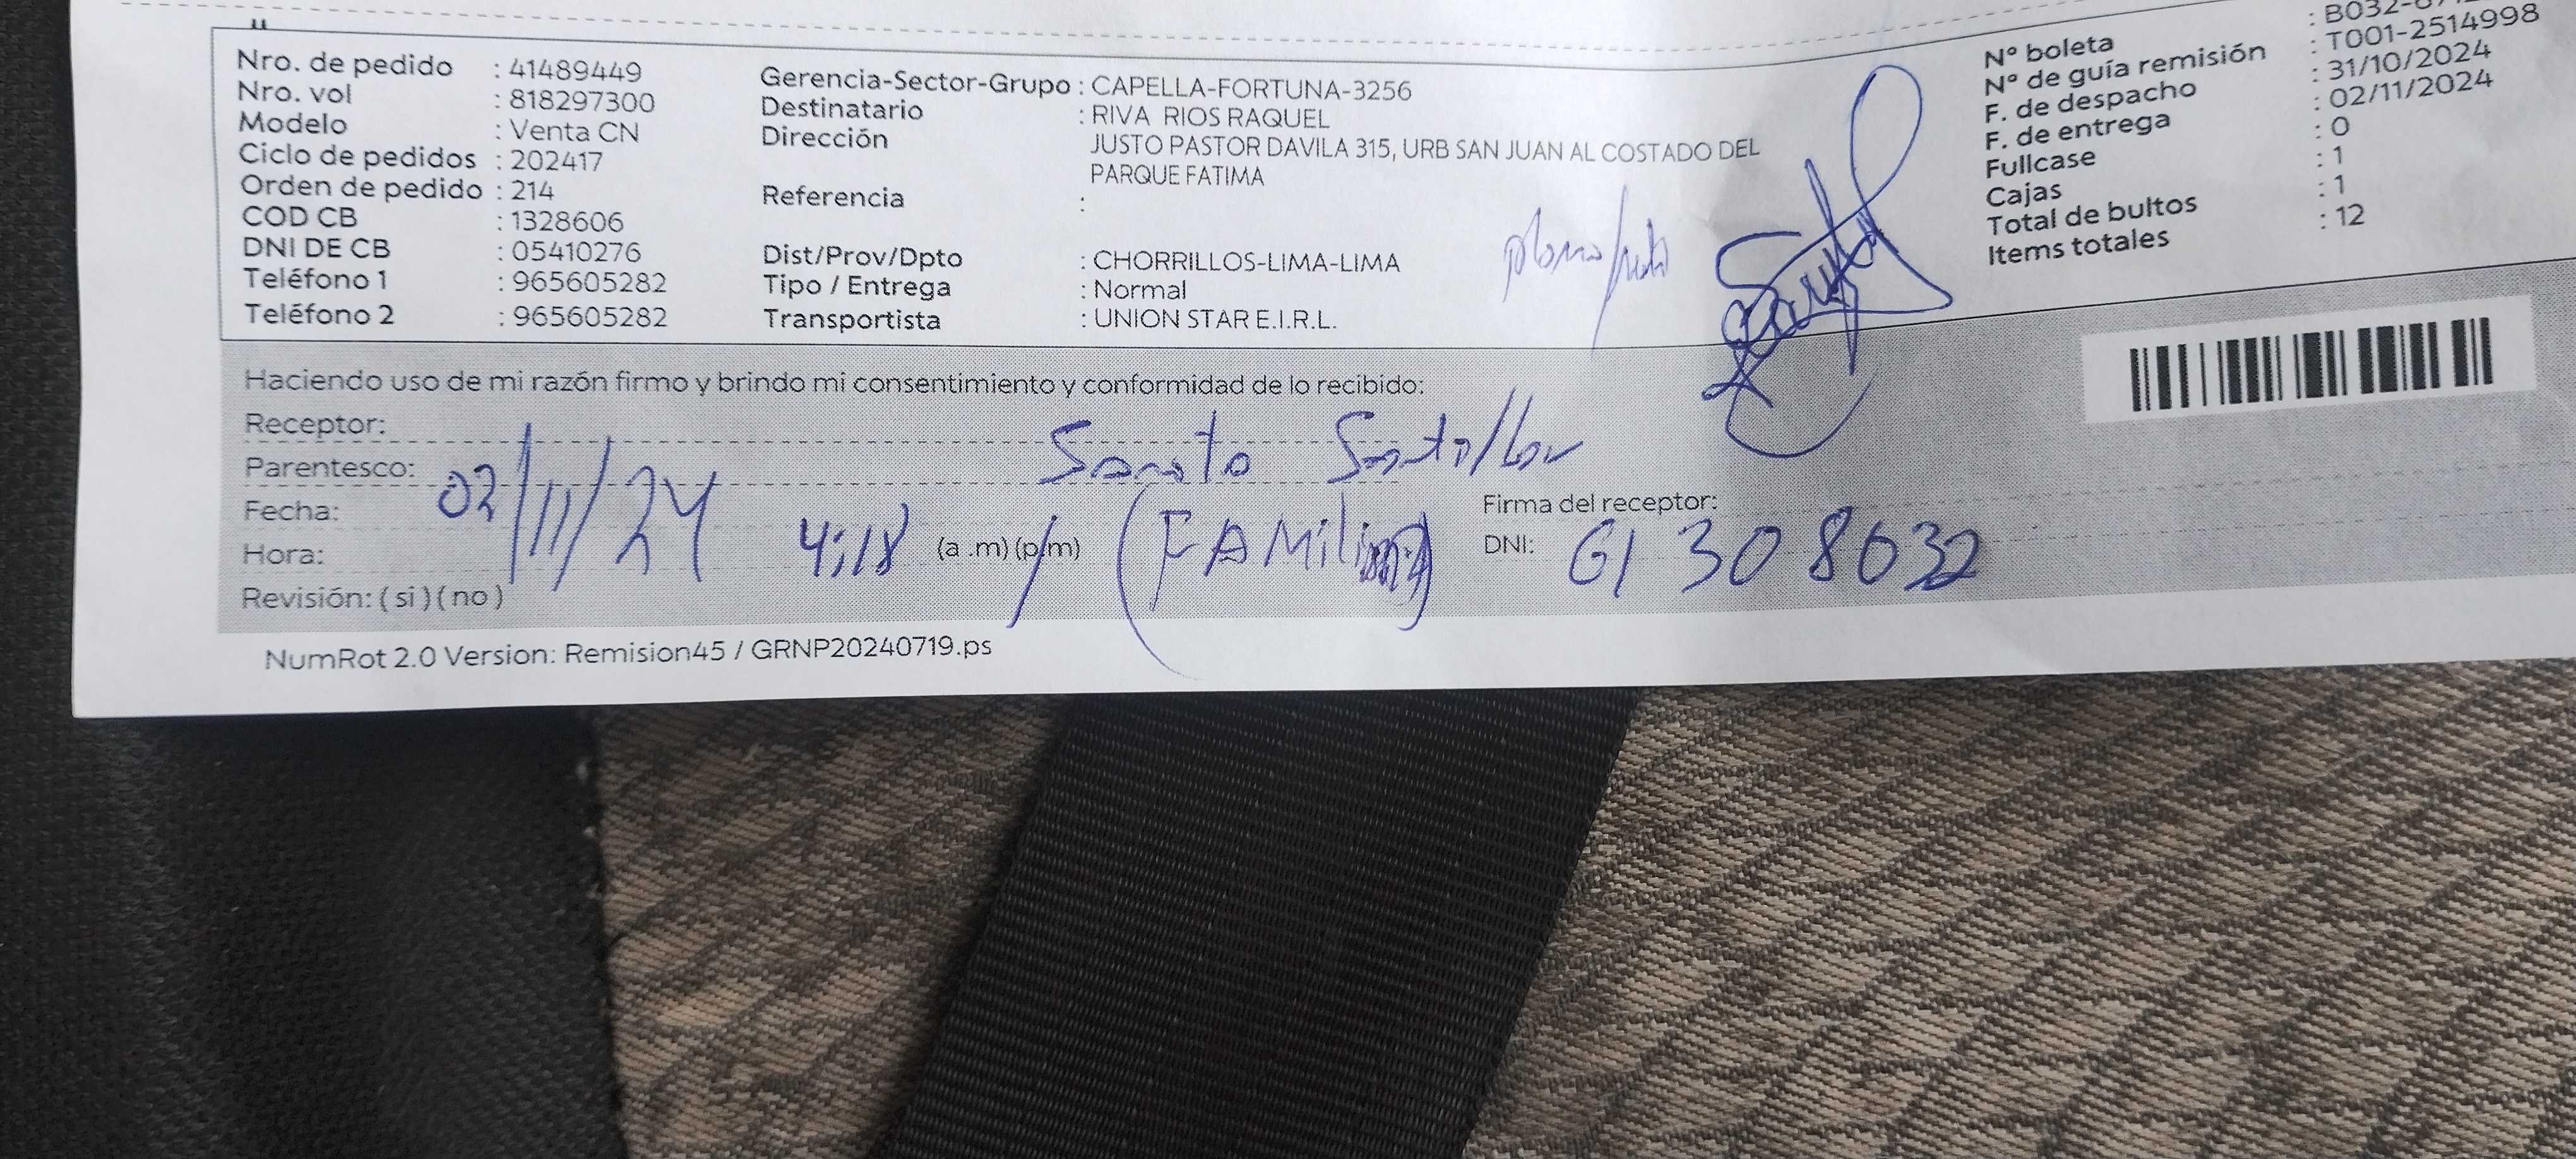 Nro. de pedido : 41489449
Nro. vol : 818297300
Modelo : Venta CN
Ciclo de pedidos : 202417
Orden de pedido : 214
COD CB : 1328606
DNI DE CB : 05410276
Teléfono 1 : 965605282
Teléfono 2 : 965605282
Gerencia-Sector-Grupo : CAPELLA-FORTUNA-3256
Destinatario : RIVA RIOS RAQUEL
Dirección JUSTO PASTOR DAVILA 315, URB SAN JUAN AL COSTADO DEL
PARQUE FATIMA
Referencia :
Dist/Prov/Dpto : CHORRILLOS-LIMA-LIMA
Tipo / Entrega : Normal
Transportista : UNION STAR E.I.R.L.
Nº boleta
Nº de guía remisión : T001-2514998
F. de despacho : 31/10/2024
F. de entrega : 02/11/2024
Fullcase : 0
Cajas : 1
Total de bultos : 1
Items totales : 12
Haciendo uso de mi razón firmo y brindo mi consentimiento y conformidad de lo recibido:
Receptor:
Parentesco:
Fecha: 02/11/24
Hora: 4:18 (a .m) (p.m)
Firma del receptor:
DNI: 61308632
Revisión: ( si ) ( no )
NumRot 2.0 Version: Remision45 / GRNP20240719.ps